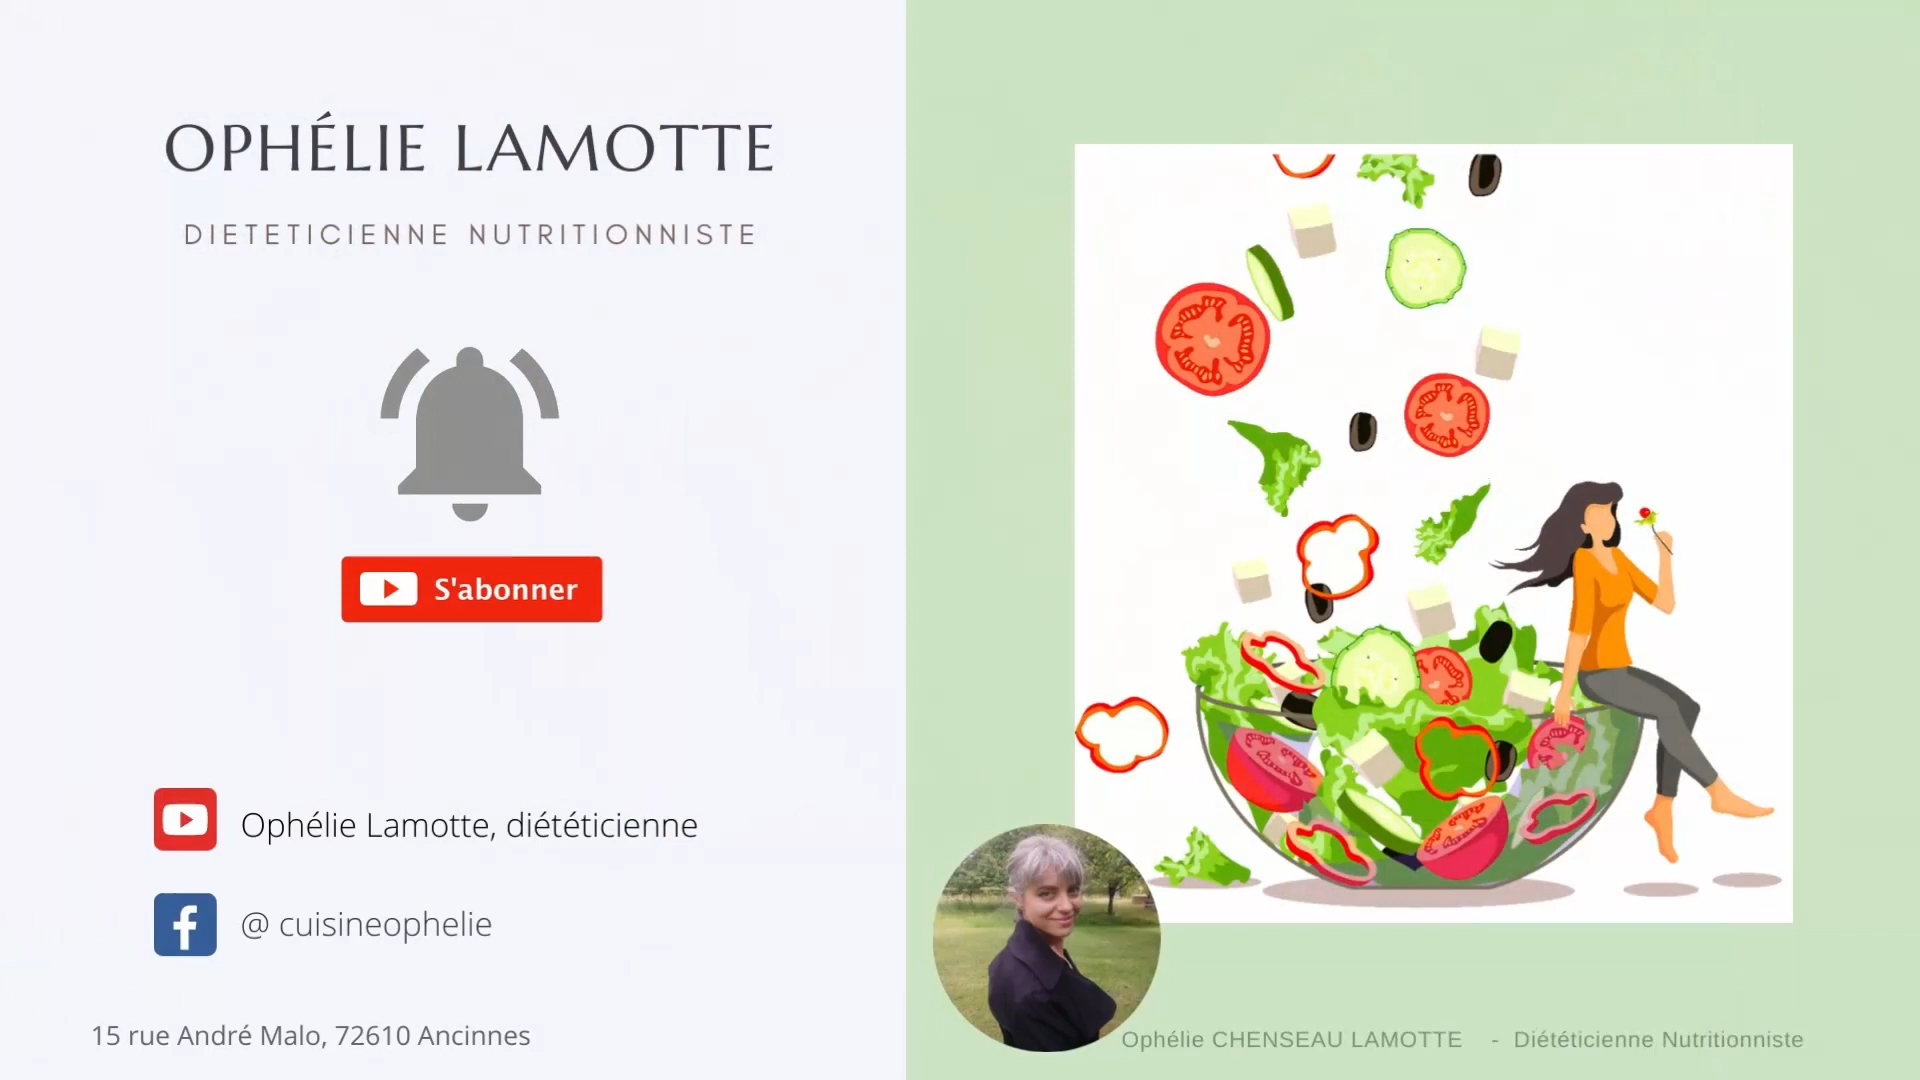 OPHÉLIE LAMOTTE
DIETETICIENNE NUTRITIONNISTE
S'abonner
Ophélie Lamotte, diététicienne
@ cuisineophelie
15 rue André Malo, 72610 Ancinnes
Ophélie CHENSEAU LAMOTTE - Diététicienne Nutritionniste